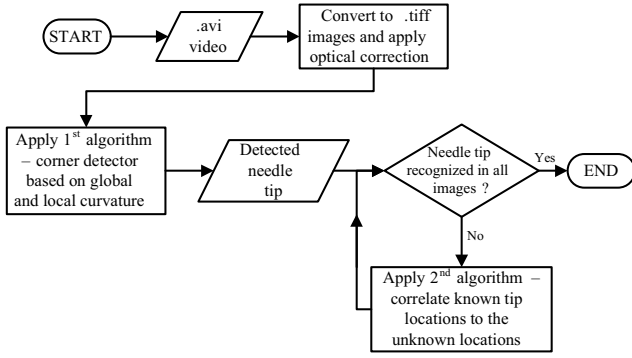 START
.avi
video
Convert to .tiff
images and apply
optical correction
Apply 1st algorithm
– corner detector
based on global
and local curvature
Detected
needle
tip
Needle tip
recognized in all
images ?
Yes
END
No
Apply 2nd algorithm –
correlate known tip
locations to the
unknown locations